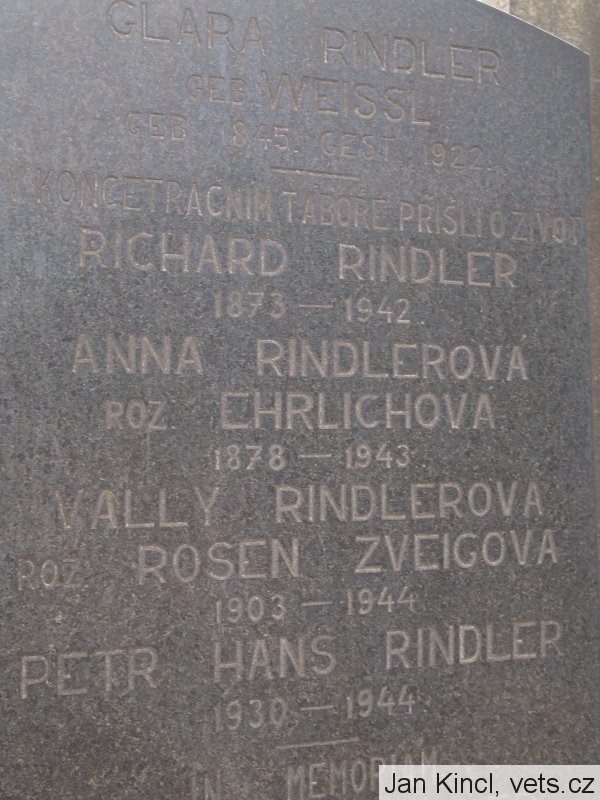 CLARA RINDLER
GEB. WEISSL
GEB. 1845. GEST. 1922.
V KONCETRAČNÍM TÁBOŘE PŘIŠLI O ŽIVOT
RICHARD RINDLER
1873 — 1942.
ANNA RINDLEROVÁ
ROZ. EHRLICHOVÁ.
1878 — 1943
VALLY RINDLEROVÁ
ROZ. ROSEN ZVEIGOVÁ
1903 — 1944
PETR HANS RINDLER
1930. — 1944
IN MEMORIAM
Jan Kincl, vets.cz